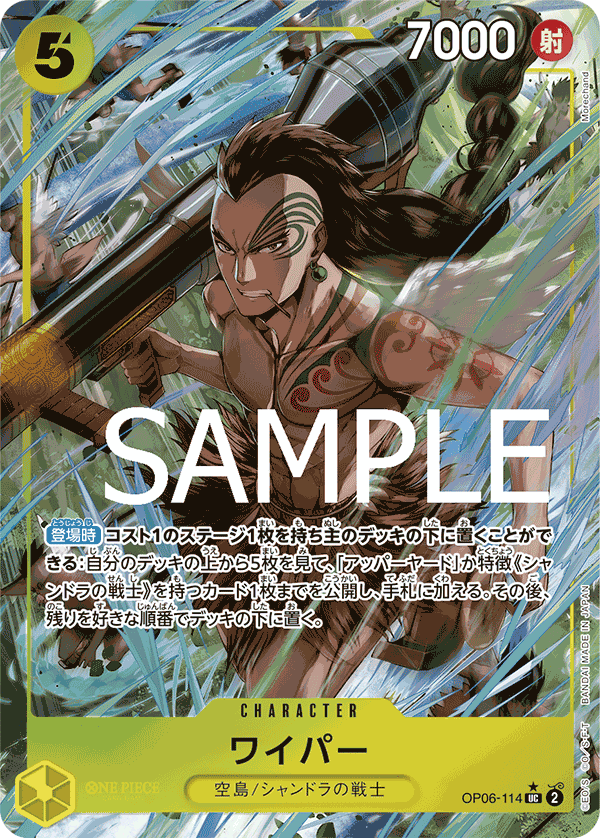 5
7000 射
Morechand
SAMPLE
登場時 コスト1のステージ1枚を持ち主のデッキの下に置くことがで
きる:自分のデッキの上から5枚を見て、「アッパーヤード」か特徴《シャ
ンドラの戦士》を持つカード1枚までを公開し、手札に加える。その後、
残りを好きな順番でデッキの下に置く。
CHARACTER
ワイパー
空島/シャンドラの戦士
ONE PIECE
OP06-114 UC 2
©E.O/S. ©O./S.F-T BANDAI MADE IN JAPAN